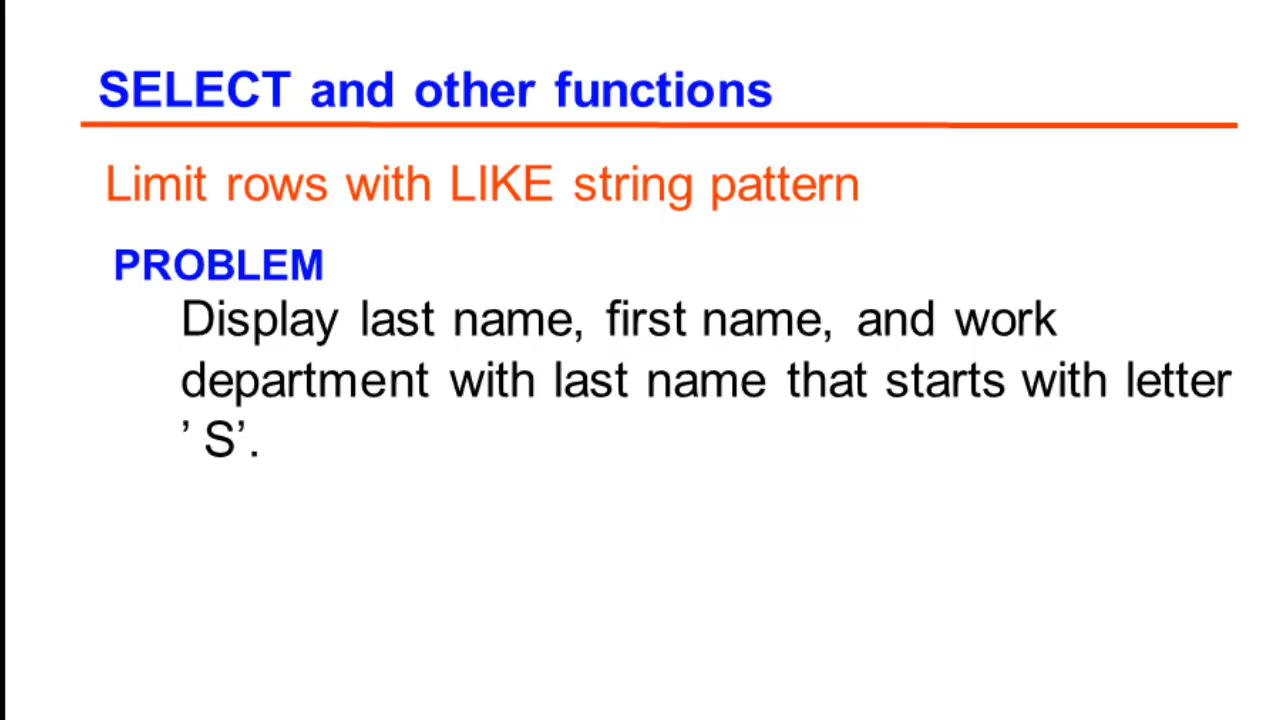 SELECT and other functions
Limit rows with LIKE string pattern
PROBLEM
Display last name, first name, and work
department with last name that starts with letter
’ S’.